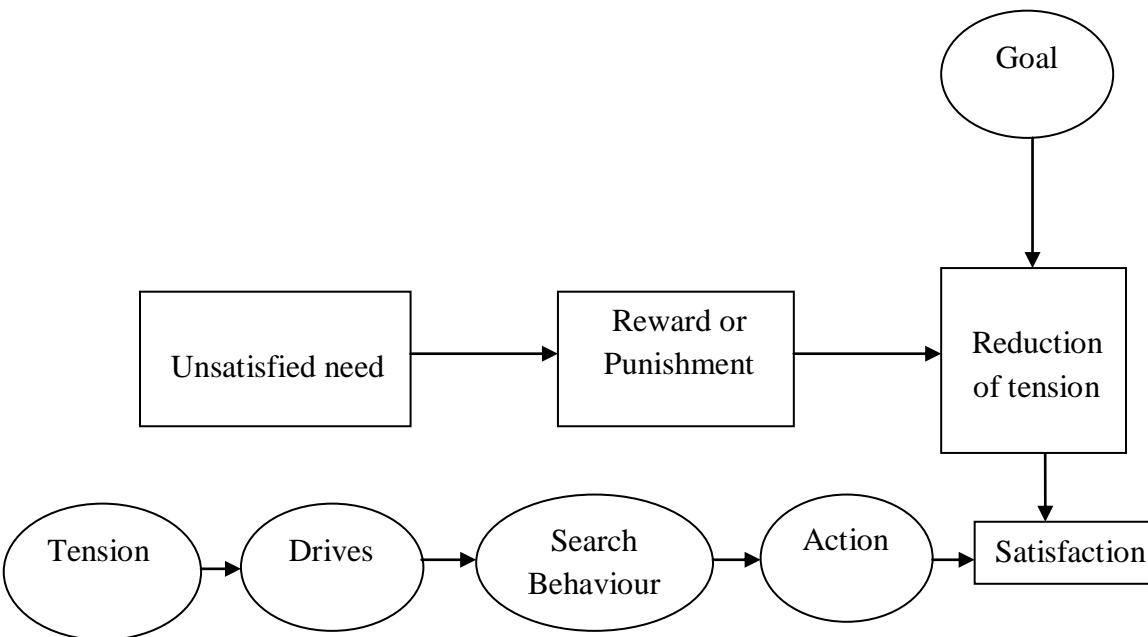 Goal
Unsatisfied need
Reward or
Punishment
Reduction
of tension
Tension
Drives
Search
Behaviour
Action
Satisfaction